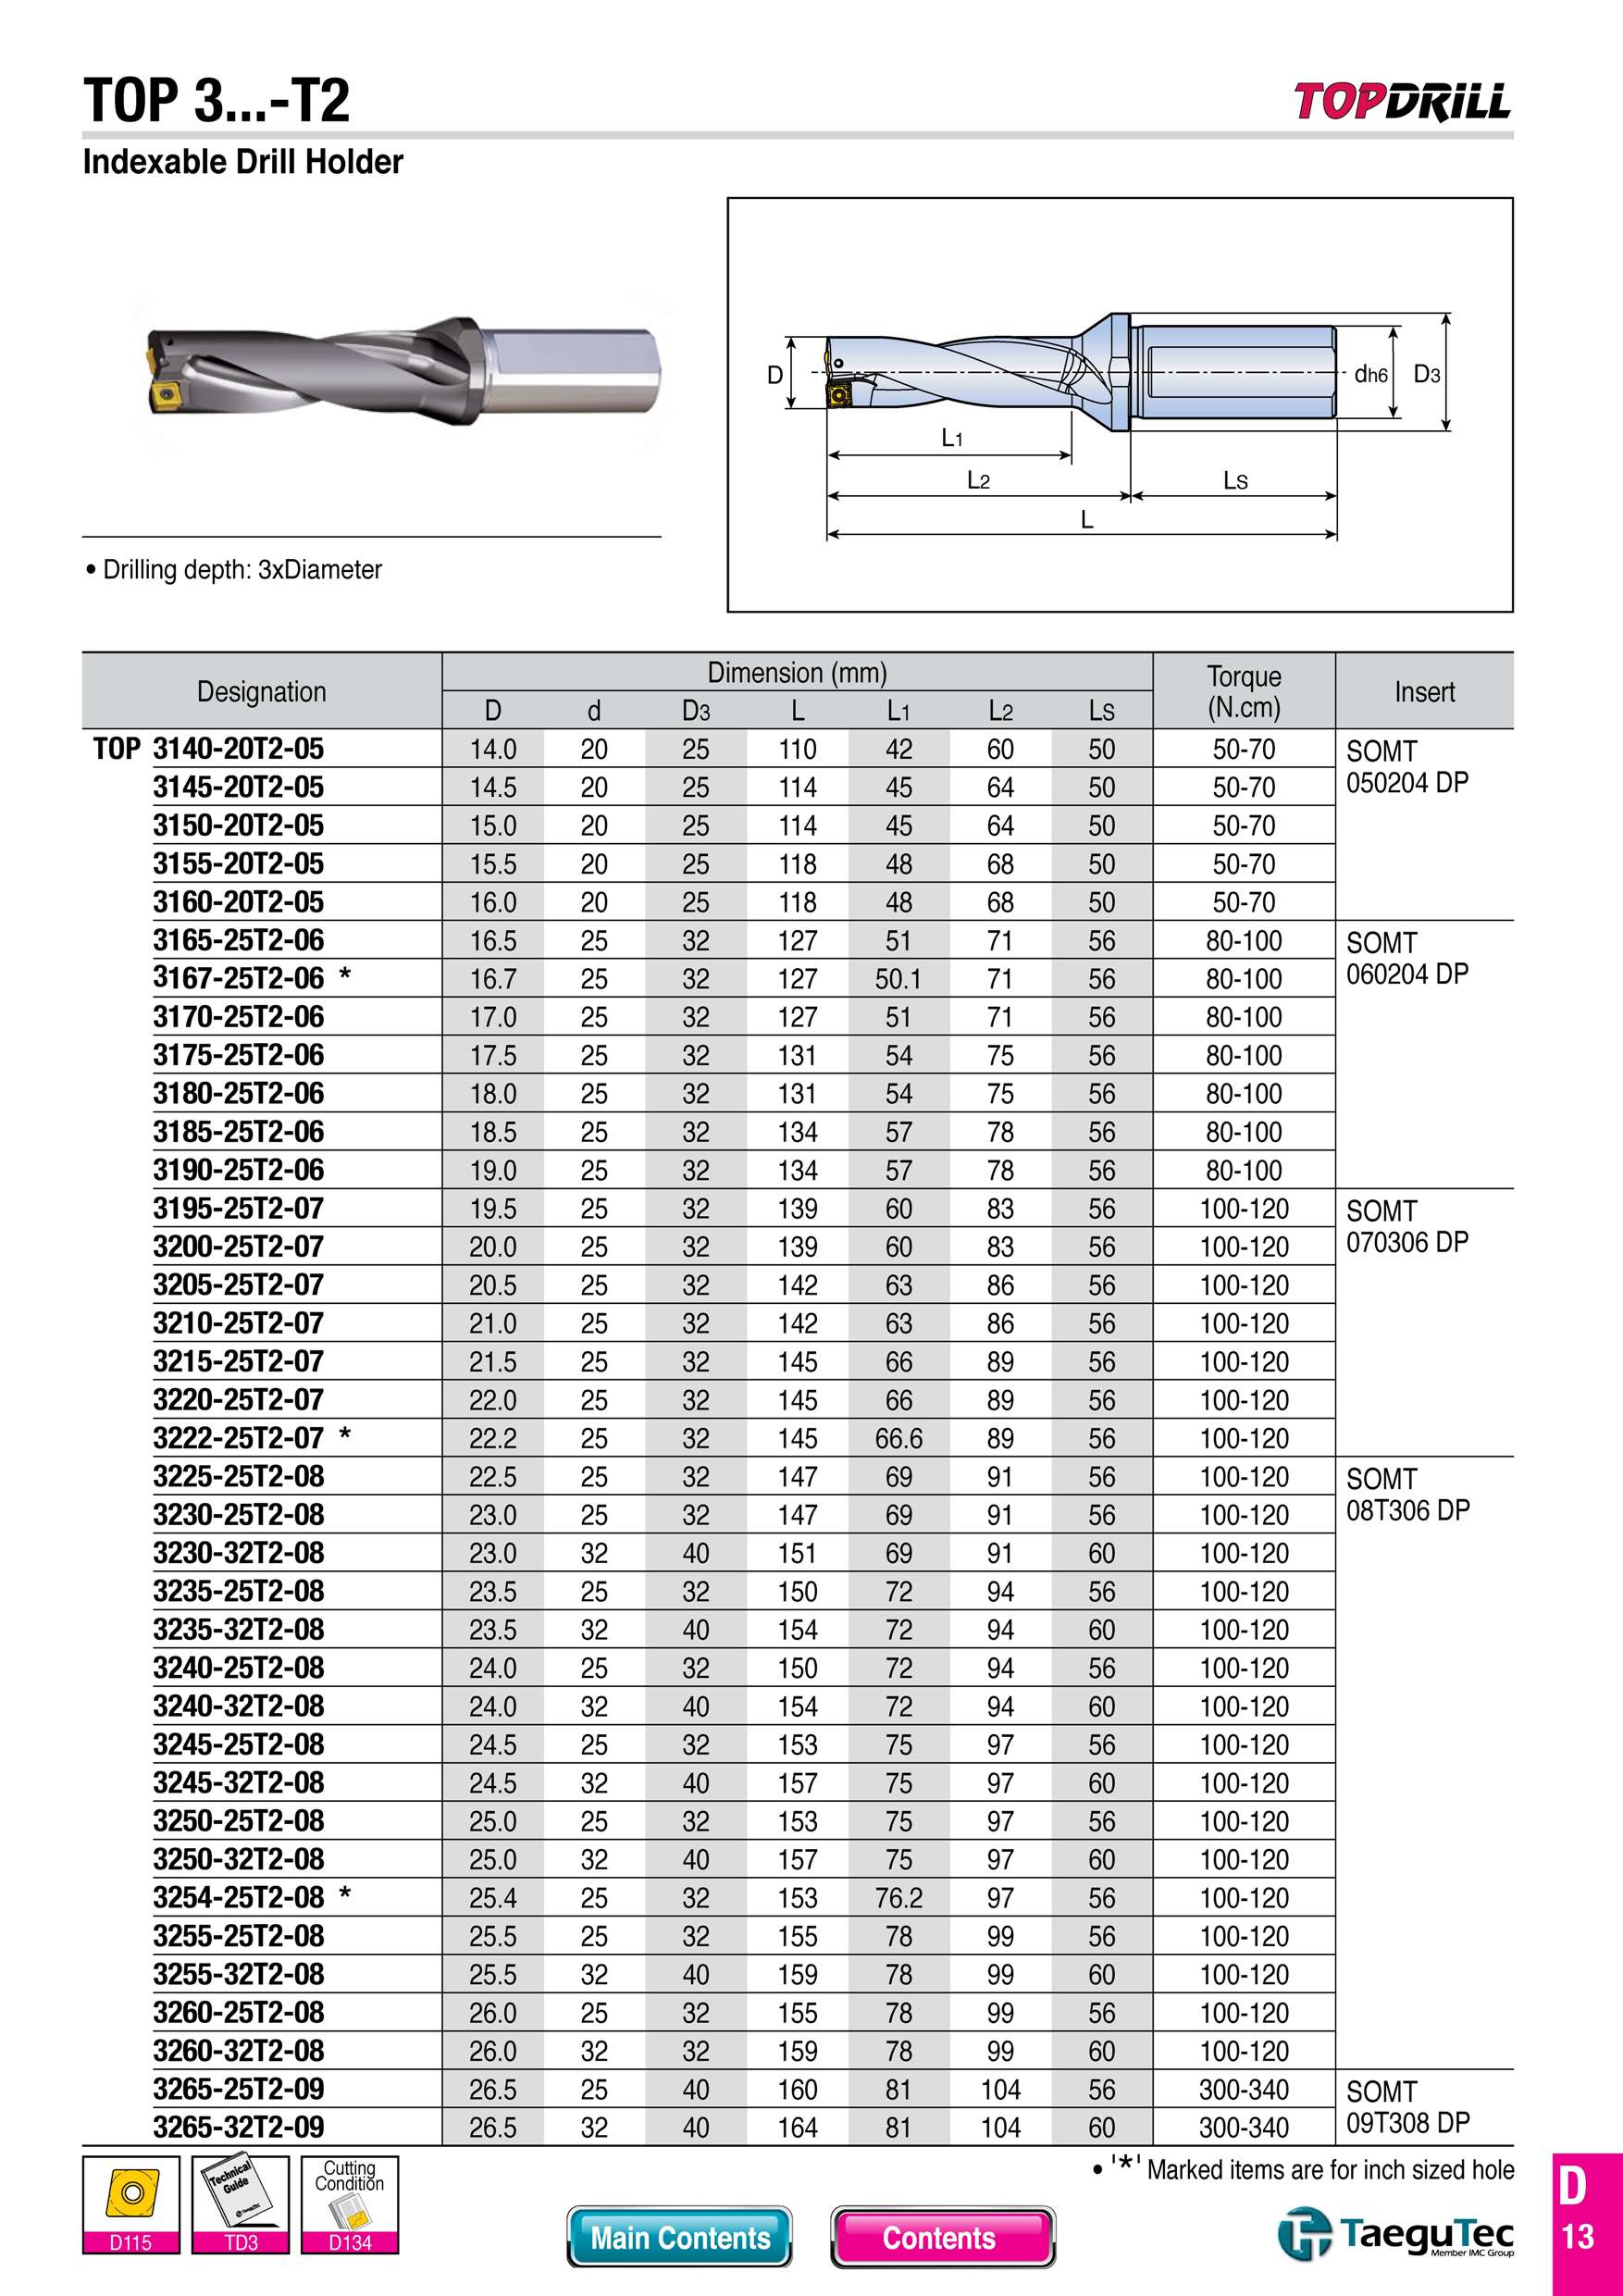 TOP 3...-T2
TOPDRILL
Indexable Drill Holder
D
dh6
D3
L1
L2
LS
L
• Drilling depth: 3xDiameter
Designation Dimension (mm) Torque (N.cm) Insert
D d D3 L L1 L2 LS
TOP 3140-20T2-05 14.0 20 25 110 42 60 50 50-70 SOMT
3145-20T2-05 14.5 20 25 114 45 64 50 50-70 050204 DP
3150-20T2-05 15.0 20 25 114 45 64 50 50-70
3155-20T2-05 15.5 20 25 118 48 68 50 50-70
3160-20T2-05 16.0 20 25 118 48 68 50 50-70
3165-25T2-06 16.5 25 32 127 51 71 56 80-100 SOMT
3167-25T2-06 * 16.7 25 32 127 50.1 71 56 80-100 060204 DP
3170-25T2-06 17.0 25 32 127 51 71 56 80-100
3175-25T2-06 17.5 25 32 131 54 75 56 80-100
3180-25T2-06 18.0 25 32 131 54 75 56 80-100
3185-25T2-06 18.5 25 32 134 57 78 56 80-100
3190-25T2-06 19.0 25 32 134 57 78 56 80-100
3195-25T2-07 19.5 25 32 139 60 83 56 100-120 SOMT
3200-25T2-07 20.0 25 32 139 60 83 56 100-120 070306 DP
3205-25T2-07 20.5 25 32 142 63 86 56 100-120
3210-25T2-07 21.0 25 32 142 63 86 56 100-120
3215-25T2-07 21.5 25 32 145 66 89 56 100-120
3220-25T2-07 22.0 25 32 145 66 89 56 100-120
3222-25T2-07 * 22.2 25 32 145 66.6 89 56 100-120
3225-25T2-08 22.5 25 32 147 69 91 56 100-120 SOMT
3230-25T2-08 23.0 25 32 147 69 91 56 100-120 08T306 DP
3230-32T2-08 23.0 32 40 151 69 91 60 100-120
3235-25T2-08 23.5 25 32 150 72 94 56 100-120
3235-32T2-08 23.5 32 40 154 72 94 60 100-120
3240-25T2-08 24.0 25 32 150 72 94 56 100-120
3240-32T2-08 24.0 32 40 154 72 94 60 100-120
3245-25T2-08 24.5 25 32 153 75 97 56 100-120
3245-32T2-08 24.5 32 40 157 75 97 60 100-120
3250-25T2-08 25.0 25 32 153 75 97 56 100-120
3250-32T2-08 25.0 32 40 157 75 97 60 100-120
3254-25T2-08 * 25.4 25 32 153 76.2 97 56 100-120
3255-25T2-08 25.5 25 32 155 78 99 56 100-120
3255-32T2-08 25.5 32 40 159 78 99 60 100-120
3260-25T2-08 26.0 25 32 155 78 99 56 100-120
3260-32T2-08 26.0 32 32 159 78 99 60 100-120
3265-25T2-09 26.5 25 40 160 81 104 56 300-340 SOMT
3265-32T2-09 26.5 32 40 164 81 104 60 300-340 09T308 DP
• '*' Marked items are for inch sized hole
D115
Technical
Guide
TaeguTec
TD3
Cutting
Condition
D134
Main Contents
Contents
TaeguTec
Member IMC Group
D
13